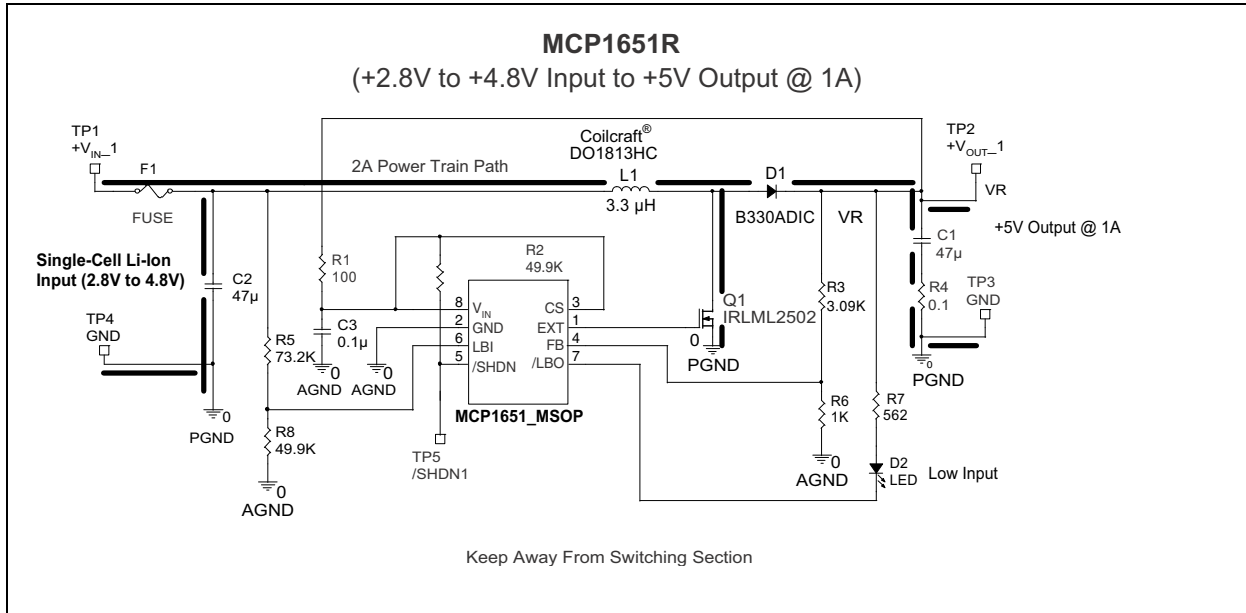 MCP1651R
(+2.8V to +4.8V Input to +5V Output @ 1A)
TP1
+VIN_1
F1
FUSE
2A Power Train Path
Coilcraft®
DO1813HC
L1
3.3 µH
D1
B330ADIC
VR
TP2
+VOUT_1
VR
+5V Output @ 1A
C1
47µ
R4
0.1
TP3
GND
0
PGND
Single-Cell Li-Ion
Input (2.8V to 4.8V)
C2
47µ
TP4
GND
0
PGND
R5
73.2K
R8
49.9K
0
AGND
R1
100
C3
0.1µ
0
AGND
0
AGND
R2
49.9K
8 VIN CS 3
2 GND EXT 1
6 LBI FB 4
5 /SHDN /LBO 7
MCP1651_MSOP
TP5
/SHDN1
Q1
IRLML2502
0
PGND
R3
3.09K
R6
1K
0
AGND
R7
562
D2
LED
Low Input
Keep Away From Switching Section